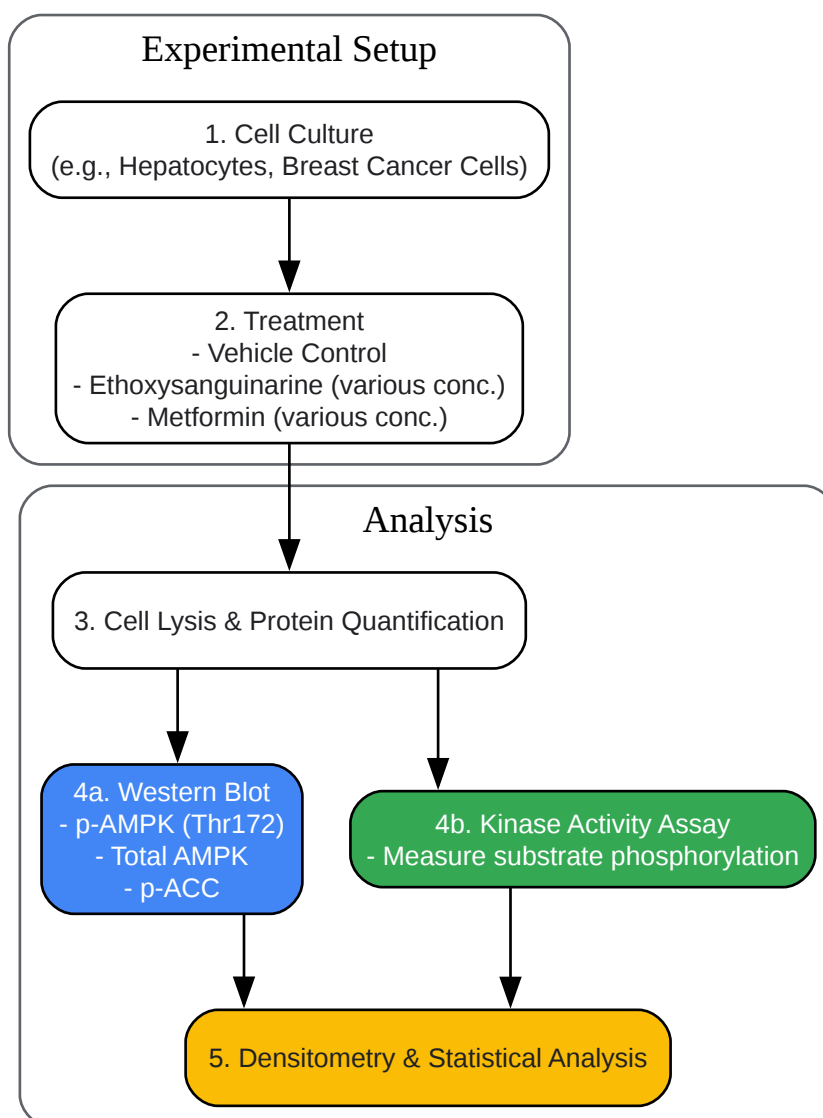 Experimental Setup
1. Cell Culture
(e.g., Hepatocytes, Breast Cancer Cells)
2. Treatment
- Vehicle Control
- Ethoxysanguinarine (various conc.)
- Metformin (various conc.)
Analysis
3. Cell Lysis & Protein Quantification
4a. Western Blot
- p-AMPK (Thr172)
- Total AMPK
- p-ACC
4b. Kinase Activity Assay
- Measure substrate phosphorylation
5. Densitometry & Statistical Analysis